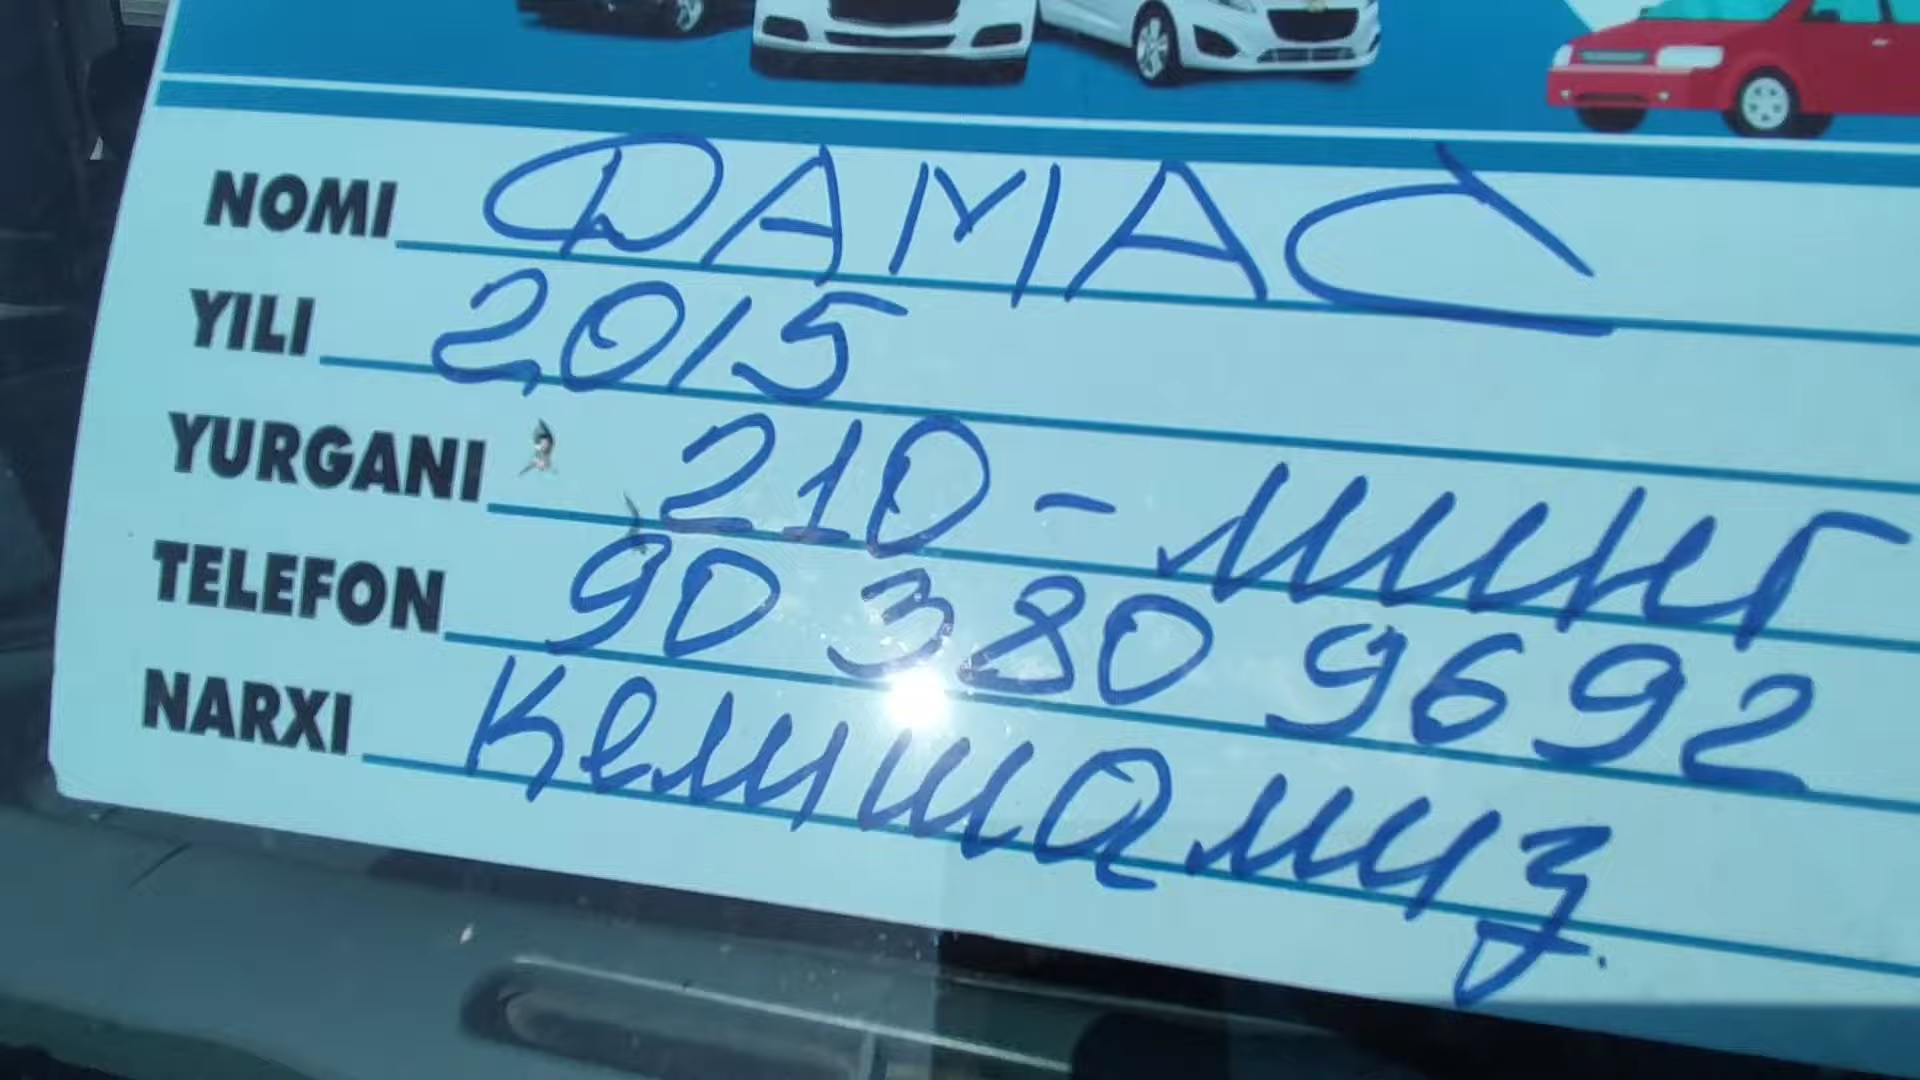 NOMI ДАМАС
YILI 2015
YURGANI 210 - МИНГ
TELEFON 90 380 9692
NARXI Келишамиз.